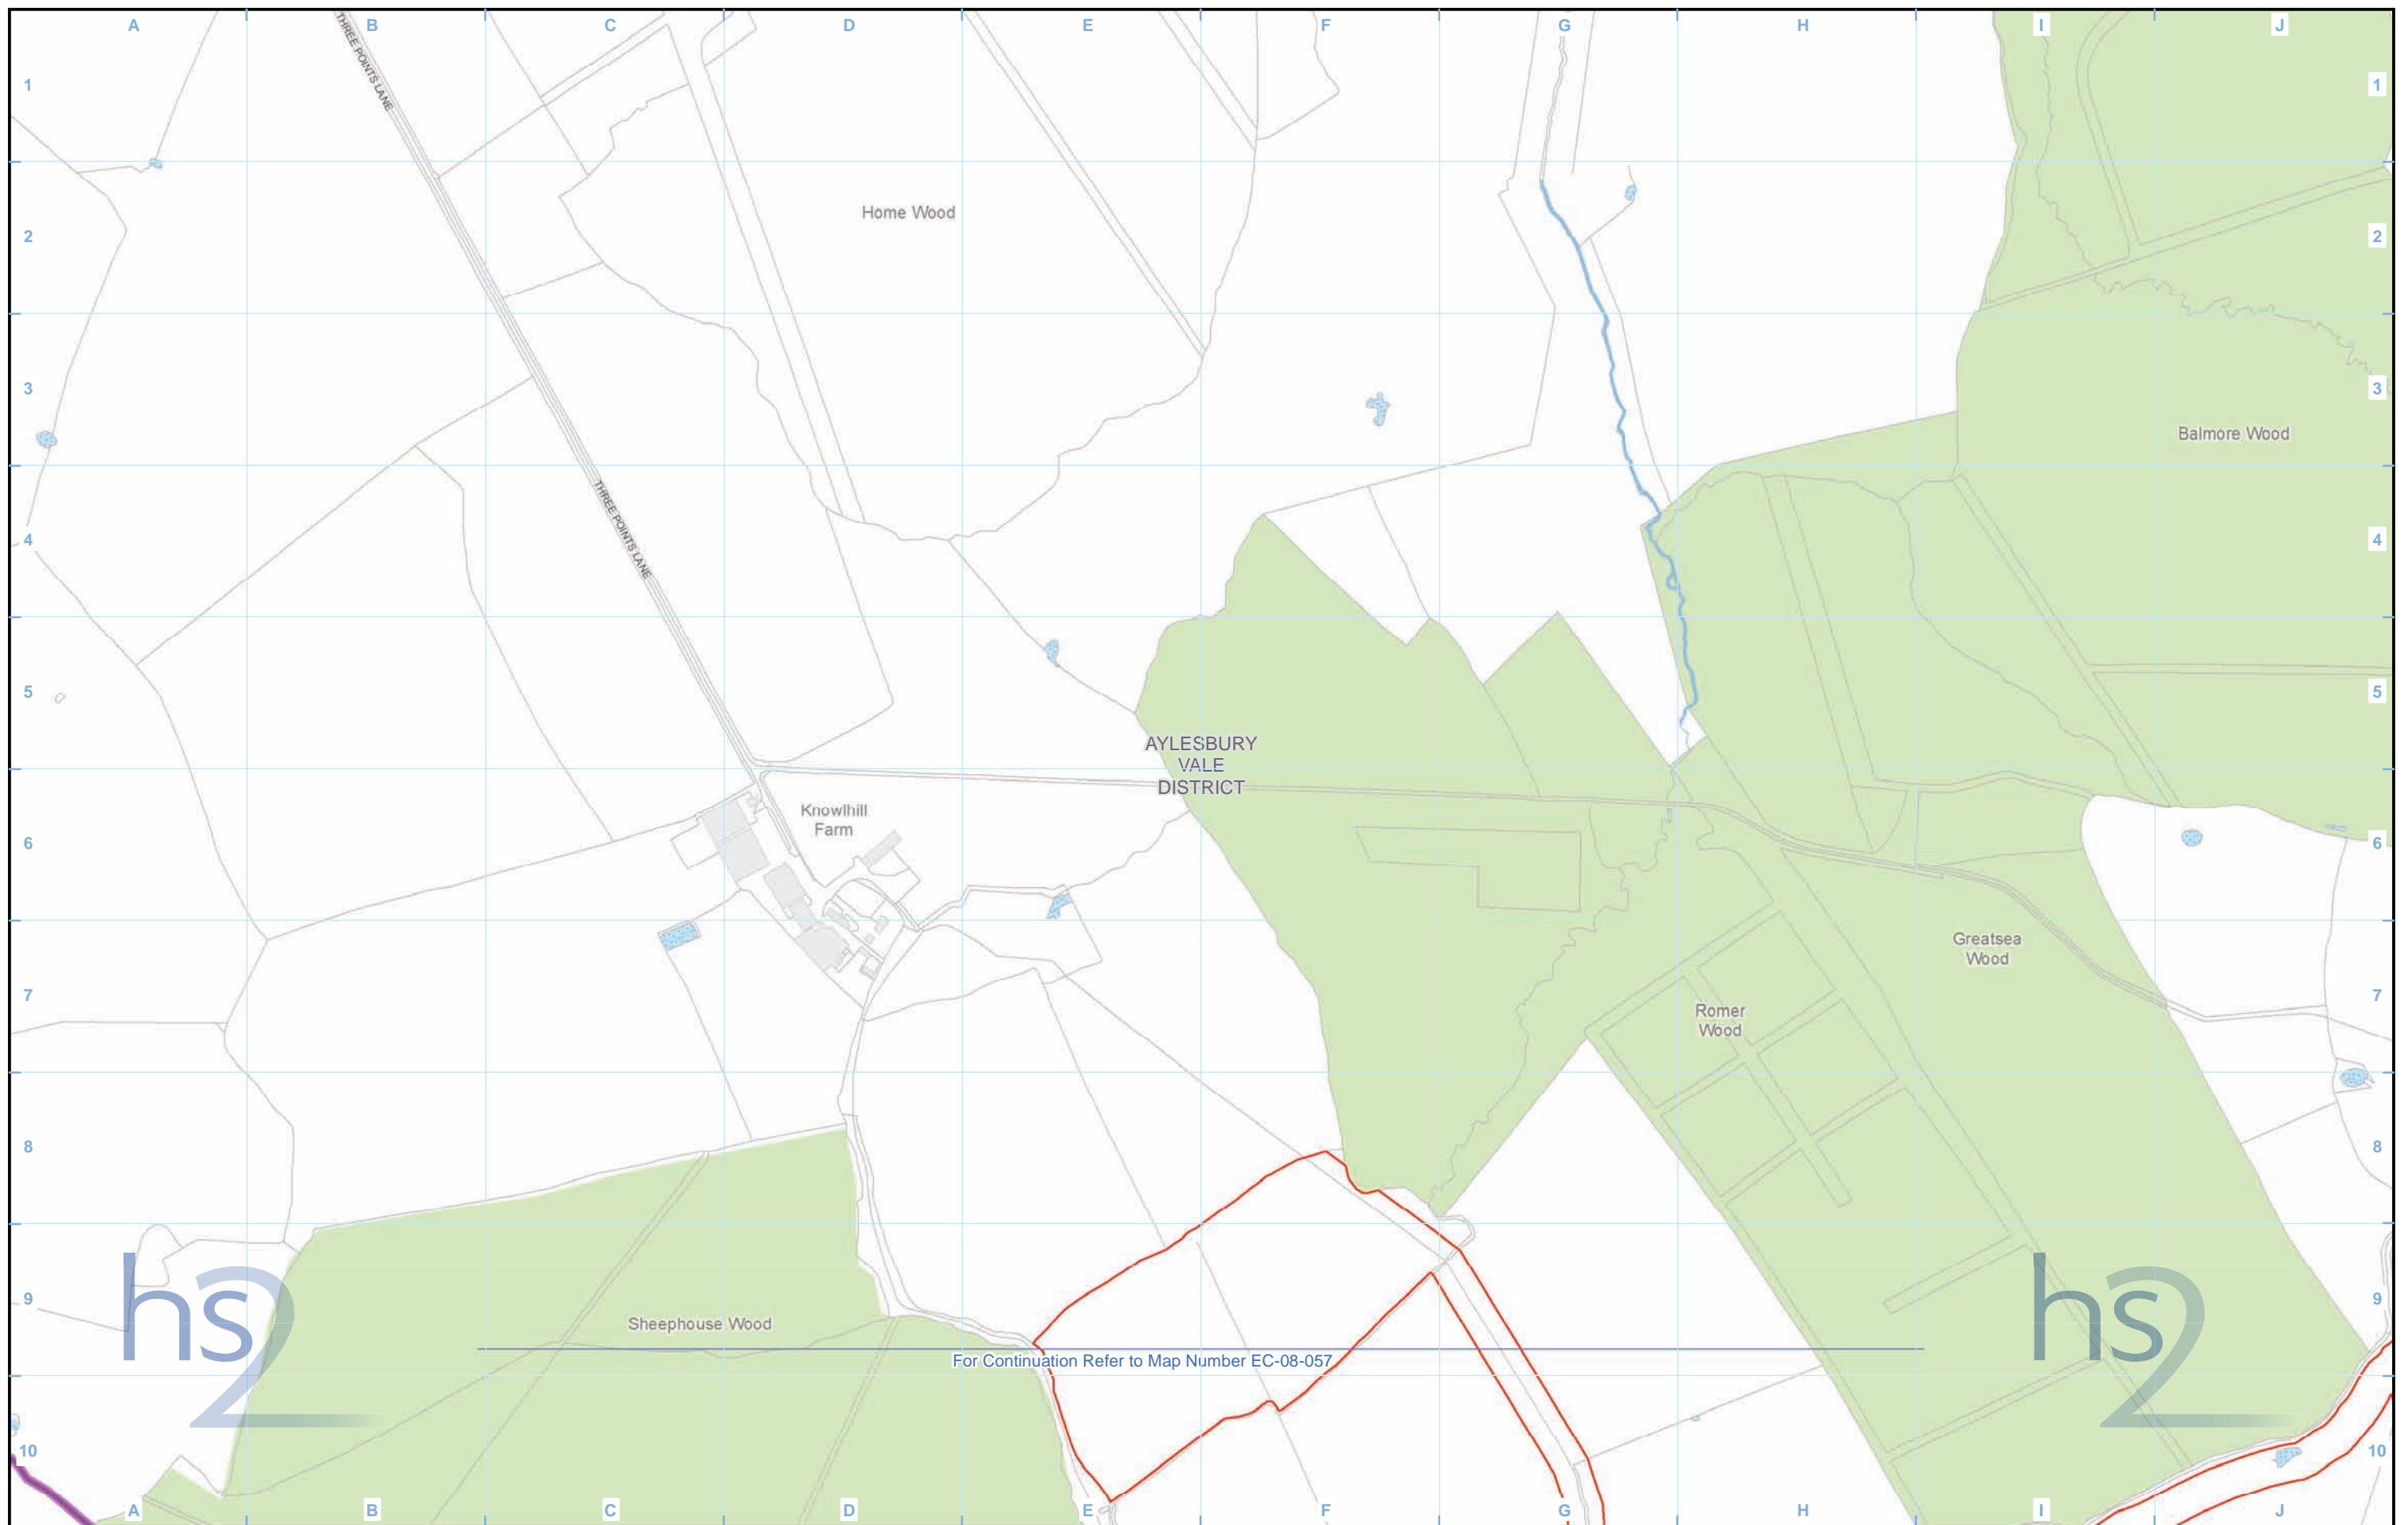 A B C D E F G H I J
THREE POINTS LANE
1 1
Home Wood
2 2
3 3
Balmore Wood
THREE POINTS LANE
4 4
5 5
AYLESBURY
VALE
DISTRICT
Knowlhill
Farm
6 6
Greatsea
Wood
7 7
Romer
Wood
8 8
hs2 hs2
9 9
Sheephouse Wood
For Continuation Refer to Map Number EC-08-057
10 10
A B C D E F G H I J